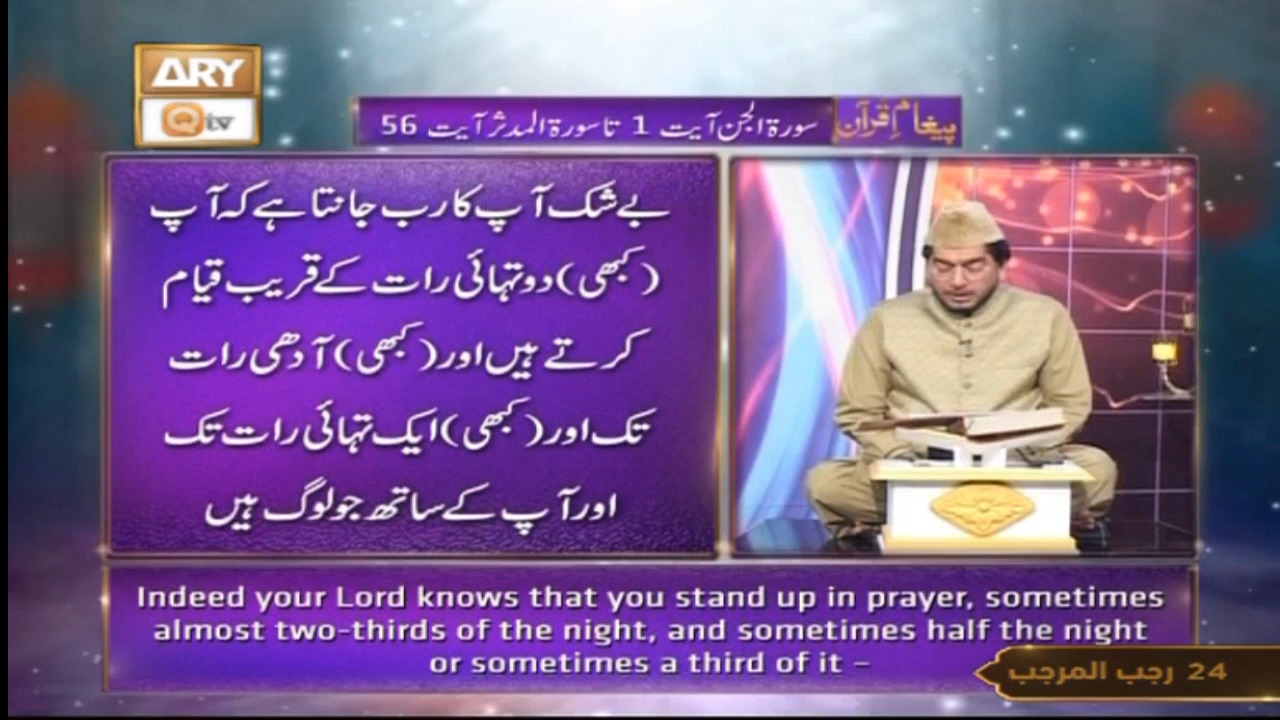 ARY
Qtv
پیغامِ قرآن سورۃ الجن آیت 1 تا سورۃ المدثر آیت 56
بے شک آپ کا رب جانتا ہے کہ آپ
(کبھی) دو تہائی رات کے قریب قیام
کرتے ہیں اور (کبھی) آدھی رات
تک اور (کبھی) ایک تہائی رات تک
اور آپ کے ساتھ جو لوگ ہیں
Indeed your Lord knows that you stand up in prayer, sometimes
almost two-thirds of the night, and sometimes half the night
or sometimes a third of it –
24 رجب المرجب